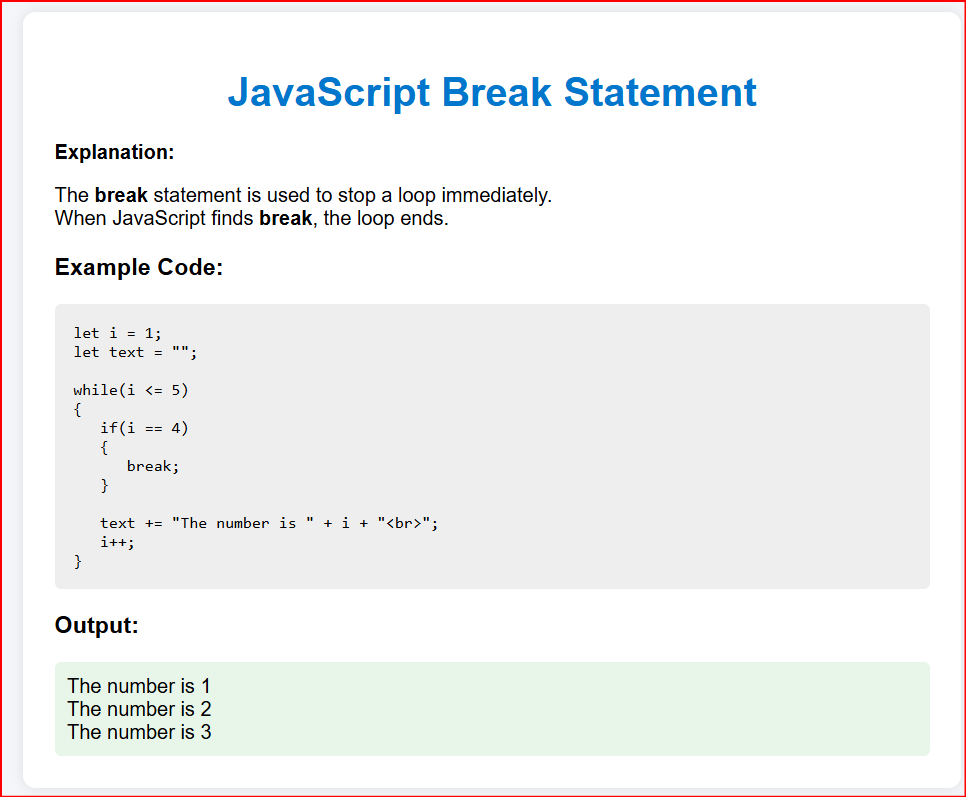 JavaScript Break Statement
Explanation:
The break statement is used to stop a loop immediately.
When JavaScript finds break, the loop ends.
Example Code:
let i = 1;
let text = "";
while(i <= 5)
{
   if(i == 4)
   {
      break;
   }
   text += "The number is " + i + "<br>";
   i++;
}
Output:
The number is 1
The number is 2
The number is 3